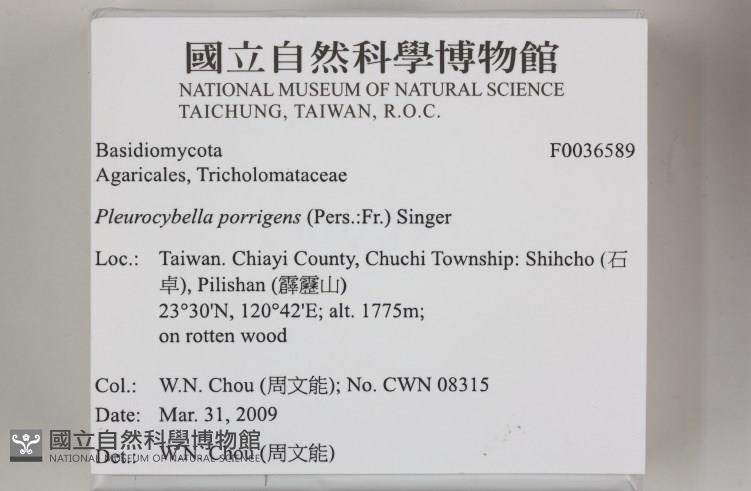 國立自然科學博物館
NATIONAL MUSEUM OF NATURAL SCIENCE
TAICHUNG, TAIWAN, R.O.C.
Basidiomycota F0036589
Agaricales, Tricholomataceae
Pleurocybella porrigens (Pers.:Fr.) Singer
Loc.: Taiwan. Chiayi County, Chuchi Township: Shihcho (石
卓), Pilishan (霹靂山)
23°30'N, 120°42'E; alt. 1775m;
on rotten wood
Col.: W.N. Chou (周文能); No. CWN 08315
Date: Mar. 31, 2009
國立自然科學博物館
NATIONAL MUSEUM OF NATURAL SCIENCE
Det.: W.N. Chou (周文能)